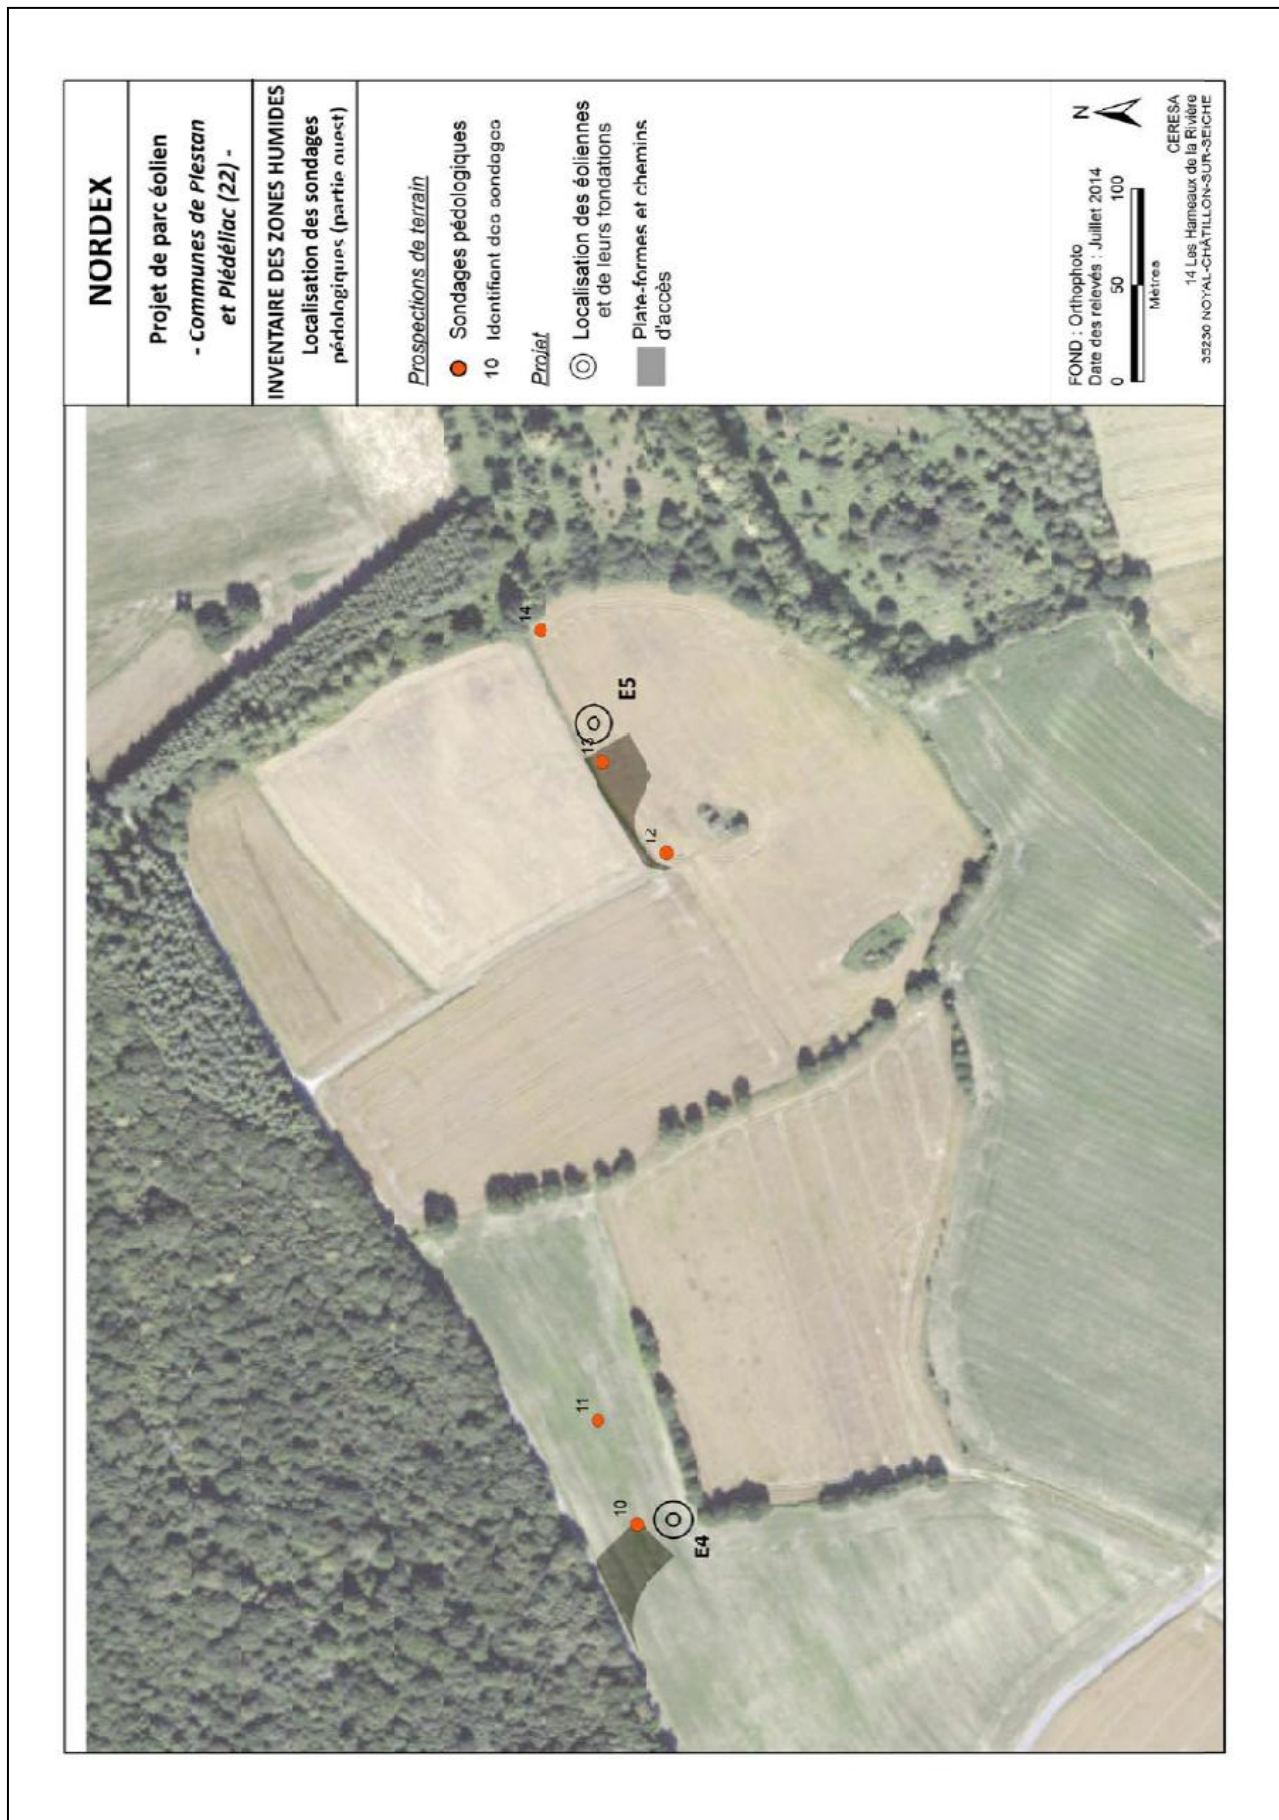 NORDEX
Projet de parc éolien
- Communes de Plestan
et Plédéliac (22) -
INVENTAIRE DES ZONES HUMIDES
Localisation des sondages
pédologiques (partie ouest)
Prospections de terrain
Sondages pédologiques
10 Identifiant des sondages
Projet
Localisation des éoliennes
et de leurs fondations
Plate-formes et chemins
d'accès
FOND : Orthophoto
Date des relevés : Juillet 2014
0 50 100
Mètres
N
CERESA
14 Les Hameaux de la Rivière
35230 NOYAL-CHÂTILLON-SUR-SEICHE
14
E5
13
12
11
10
E4